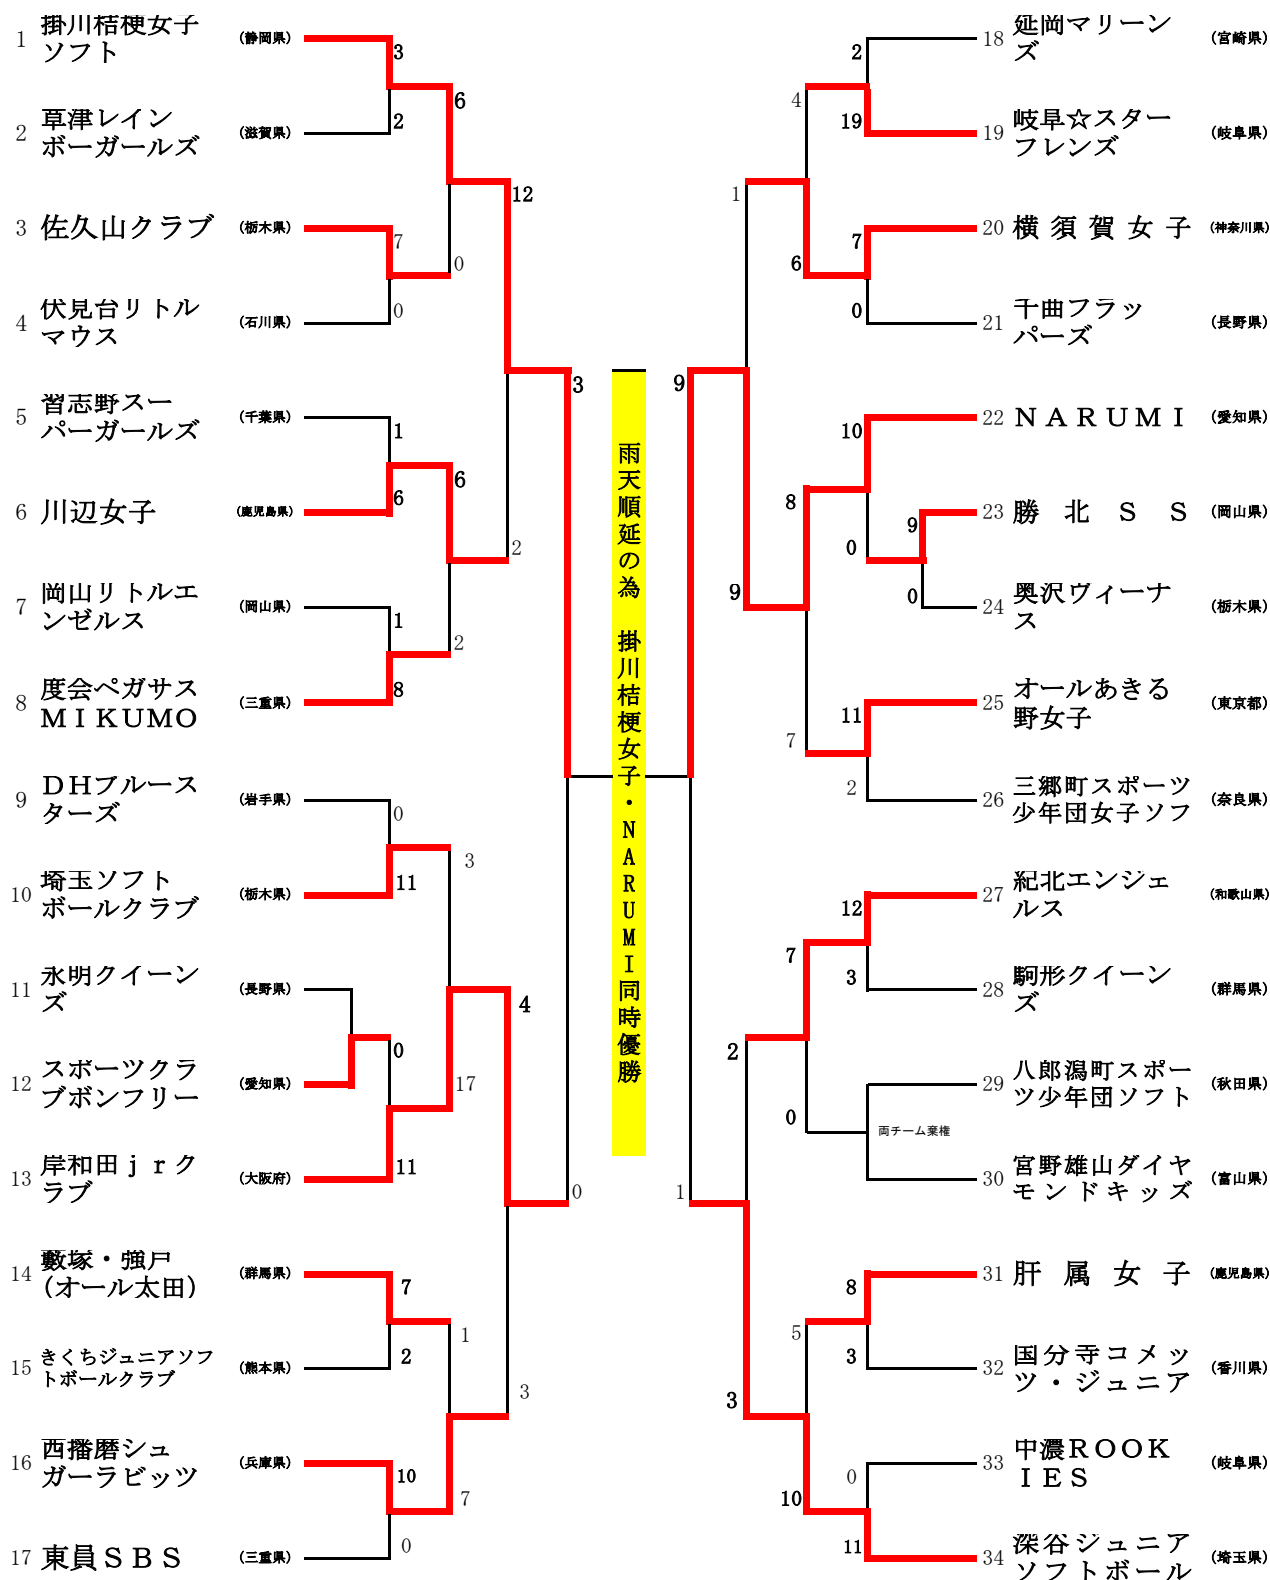 1 掛川桔梗女子
ソフト
(静岡県)
2 草津レイン
ボーガールズ
(滋賀県)
3 佐久山クラブ
(栃木県)
4 伏見台リトル
マウス
(石川県)
5 習志野スー
パーガールズ
(千葉県)
6 川辺女子
(鹿児島県)
7 岡山リトルエ
ンゼルス
(岡山県)
8 度会ペガサス
MIKUMO
(三重県)
9 DHブルース
ターズ
(岩手県)
10 埼玉ソフト
ボールクラブ
(栃木県)
11 永明クイーン
ズ
(長野県)
12 スポーツクラ
ブボンフリー
(愛知県)
13 岸和田jrク
ラブ
(大阪府)
14 藪塚・強戸
(オール太田)
(群馬県)
15 きくちジュニアソフ
トボールクラブ
(熊本県)
16 西播磨シュ
ガーラビッツ
(兵庫県)
17 東員SBS
(三重県)
3
2
6
7
0
0
12
1
6
6
1
8
2
2
3
0
11
3
0
11
17
4
7
2
1
10
0
7
3
0
雨天順延の為 掛川桔梗女子・NARUMI同時優勝
18 延岡マリーン
ズ
(宮崎県)
19 岐阜☆スター
フレンズ
(岐阜県)
20 横須賀女子
(神奈川県)
21 千曲フラッ
パーズ
(長野県)
22 NARUMI
(愛知県)
23 勝北SS
(岡山県)
24 奥沢ヴィーナ
ス
(栃木県)
25 オールあきる
野女子
(東京都)
26 三郷町スポーツ
少年団女子ソフ
(奈良県)
27 紀北エンジェ
ルス
(和歌山県)
28 駒形クイーン
ズ
(群馬県)
29 八郎潟町スポー
ツ少年団ソフト
(秋田県)
両チーム棄権
30 宮野雄山ダイヤ
モンドキッズ
(富山県)
31 肝属女子
(鹿児島県)
32 国分寺コメッ
ツ・ジュニア
(香川県)
33 中濃ROOK
IES
(岐阜県)
34 深谷ジュニア
ソフトボール
(埼玉県)
2
19
4
7
0
6
1
10
9
0
0
8
11
2
7
9
9
12
3
7
0
2
8
3
5
0
11
10
3
1